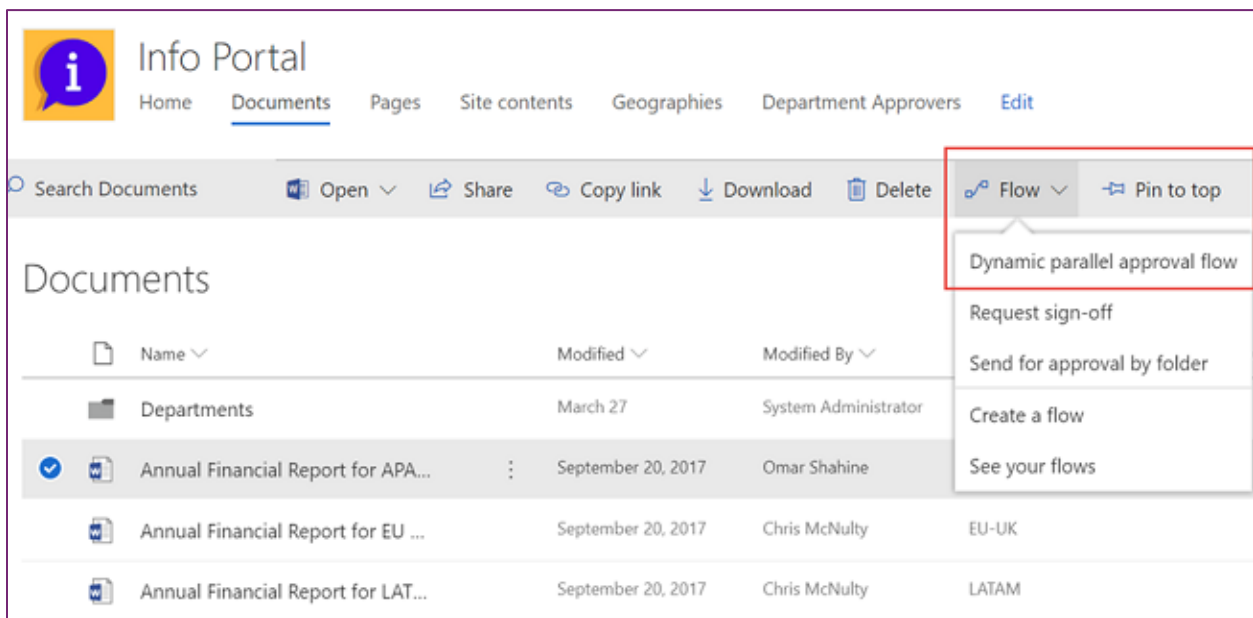 Info Portal
Home Documents Pages Site contents Geographies Department Approvers Edit
Search Documents Open Share Copy link Download Delete Flow Pin to top
Dynamic parallel approval flow
Request sign-off
Send for approval by folder
Create a flow
See your flows
Documents
Name Modified Modified By
Departments March 27 System Administrator
Annual Financial Report for APA... September 20, 2017 Omar Shahine
Annual Financial Report for EU ... September 20, 2017 Chris McNulty EU-UK
Annual Financial Report for LAT... September 20, 2017 Chris McNulty LATAM